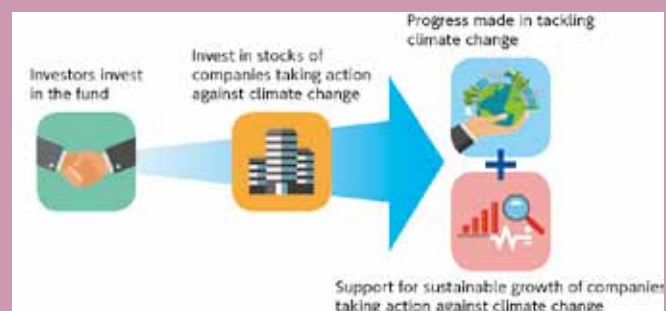 Investors invest
in the fund
Invest in stocks of
companies taking action
against climate change
Progress made in tackling
climate change
Support for sustainable growth of companies
taking action against climate change